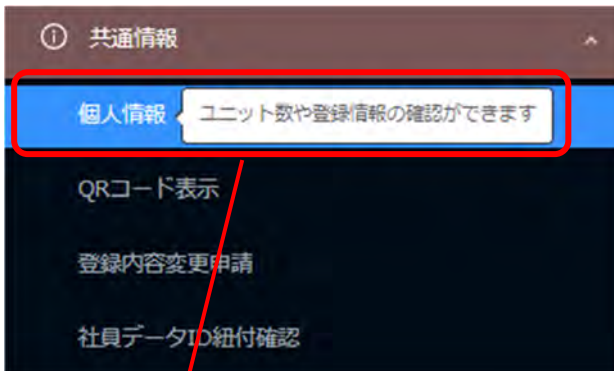 共通情報
個人情報 ユニット数や登録情報の確認ができます
QRコード表示
登録内容変更申請
社員データID紐付確認